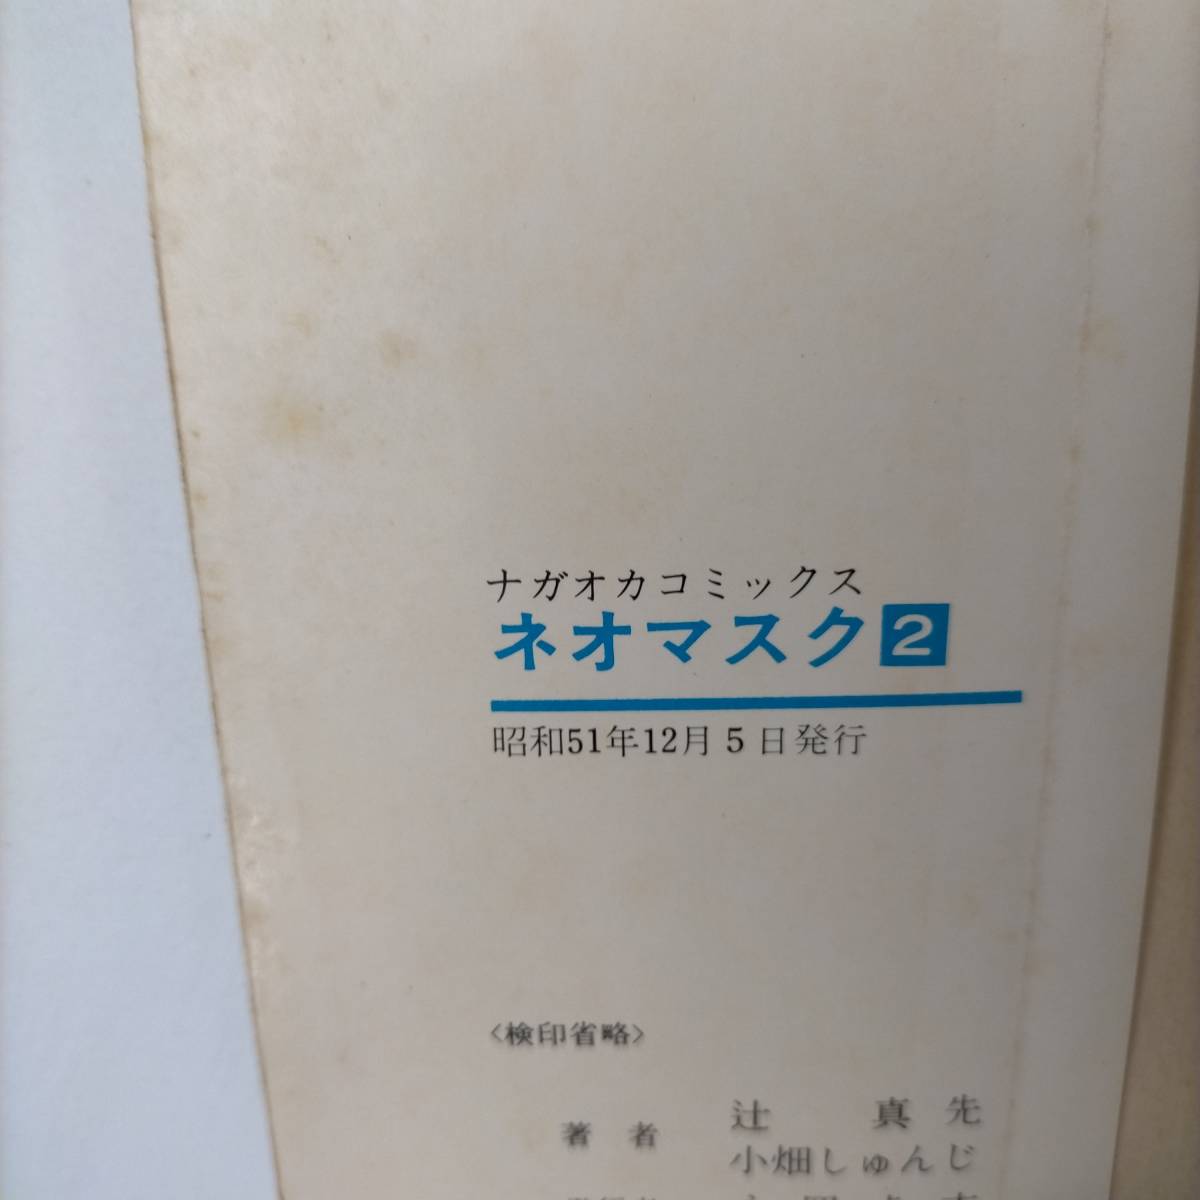 ナガオカコミックス
ネオマスク2
昭和51年12月5日発行
〈検印省略〉
著者 辻真先
小畑しゅんじ